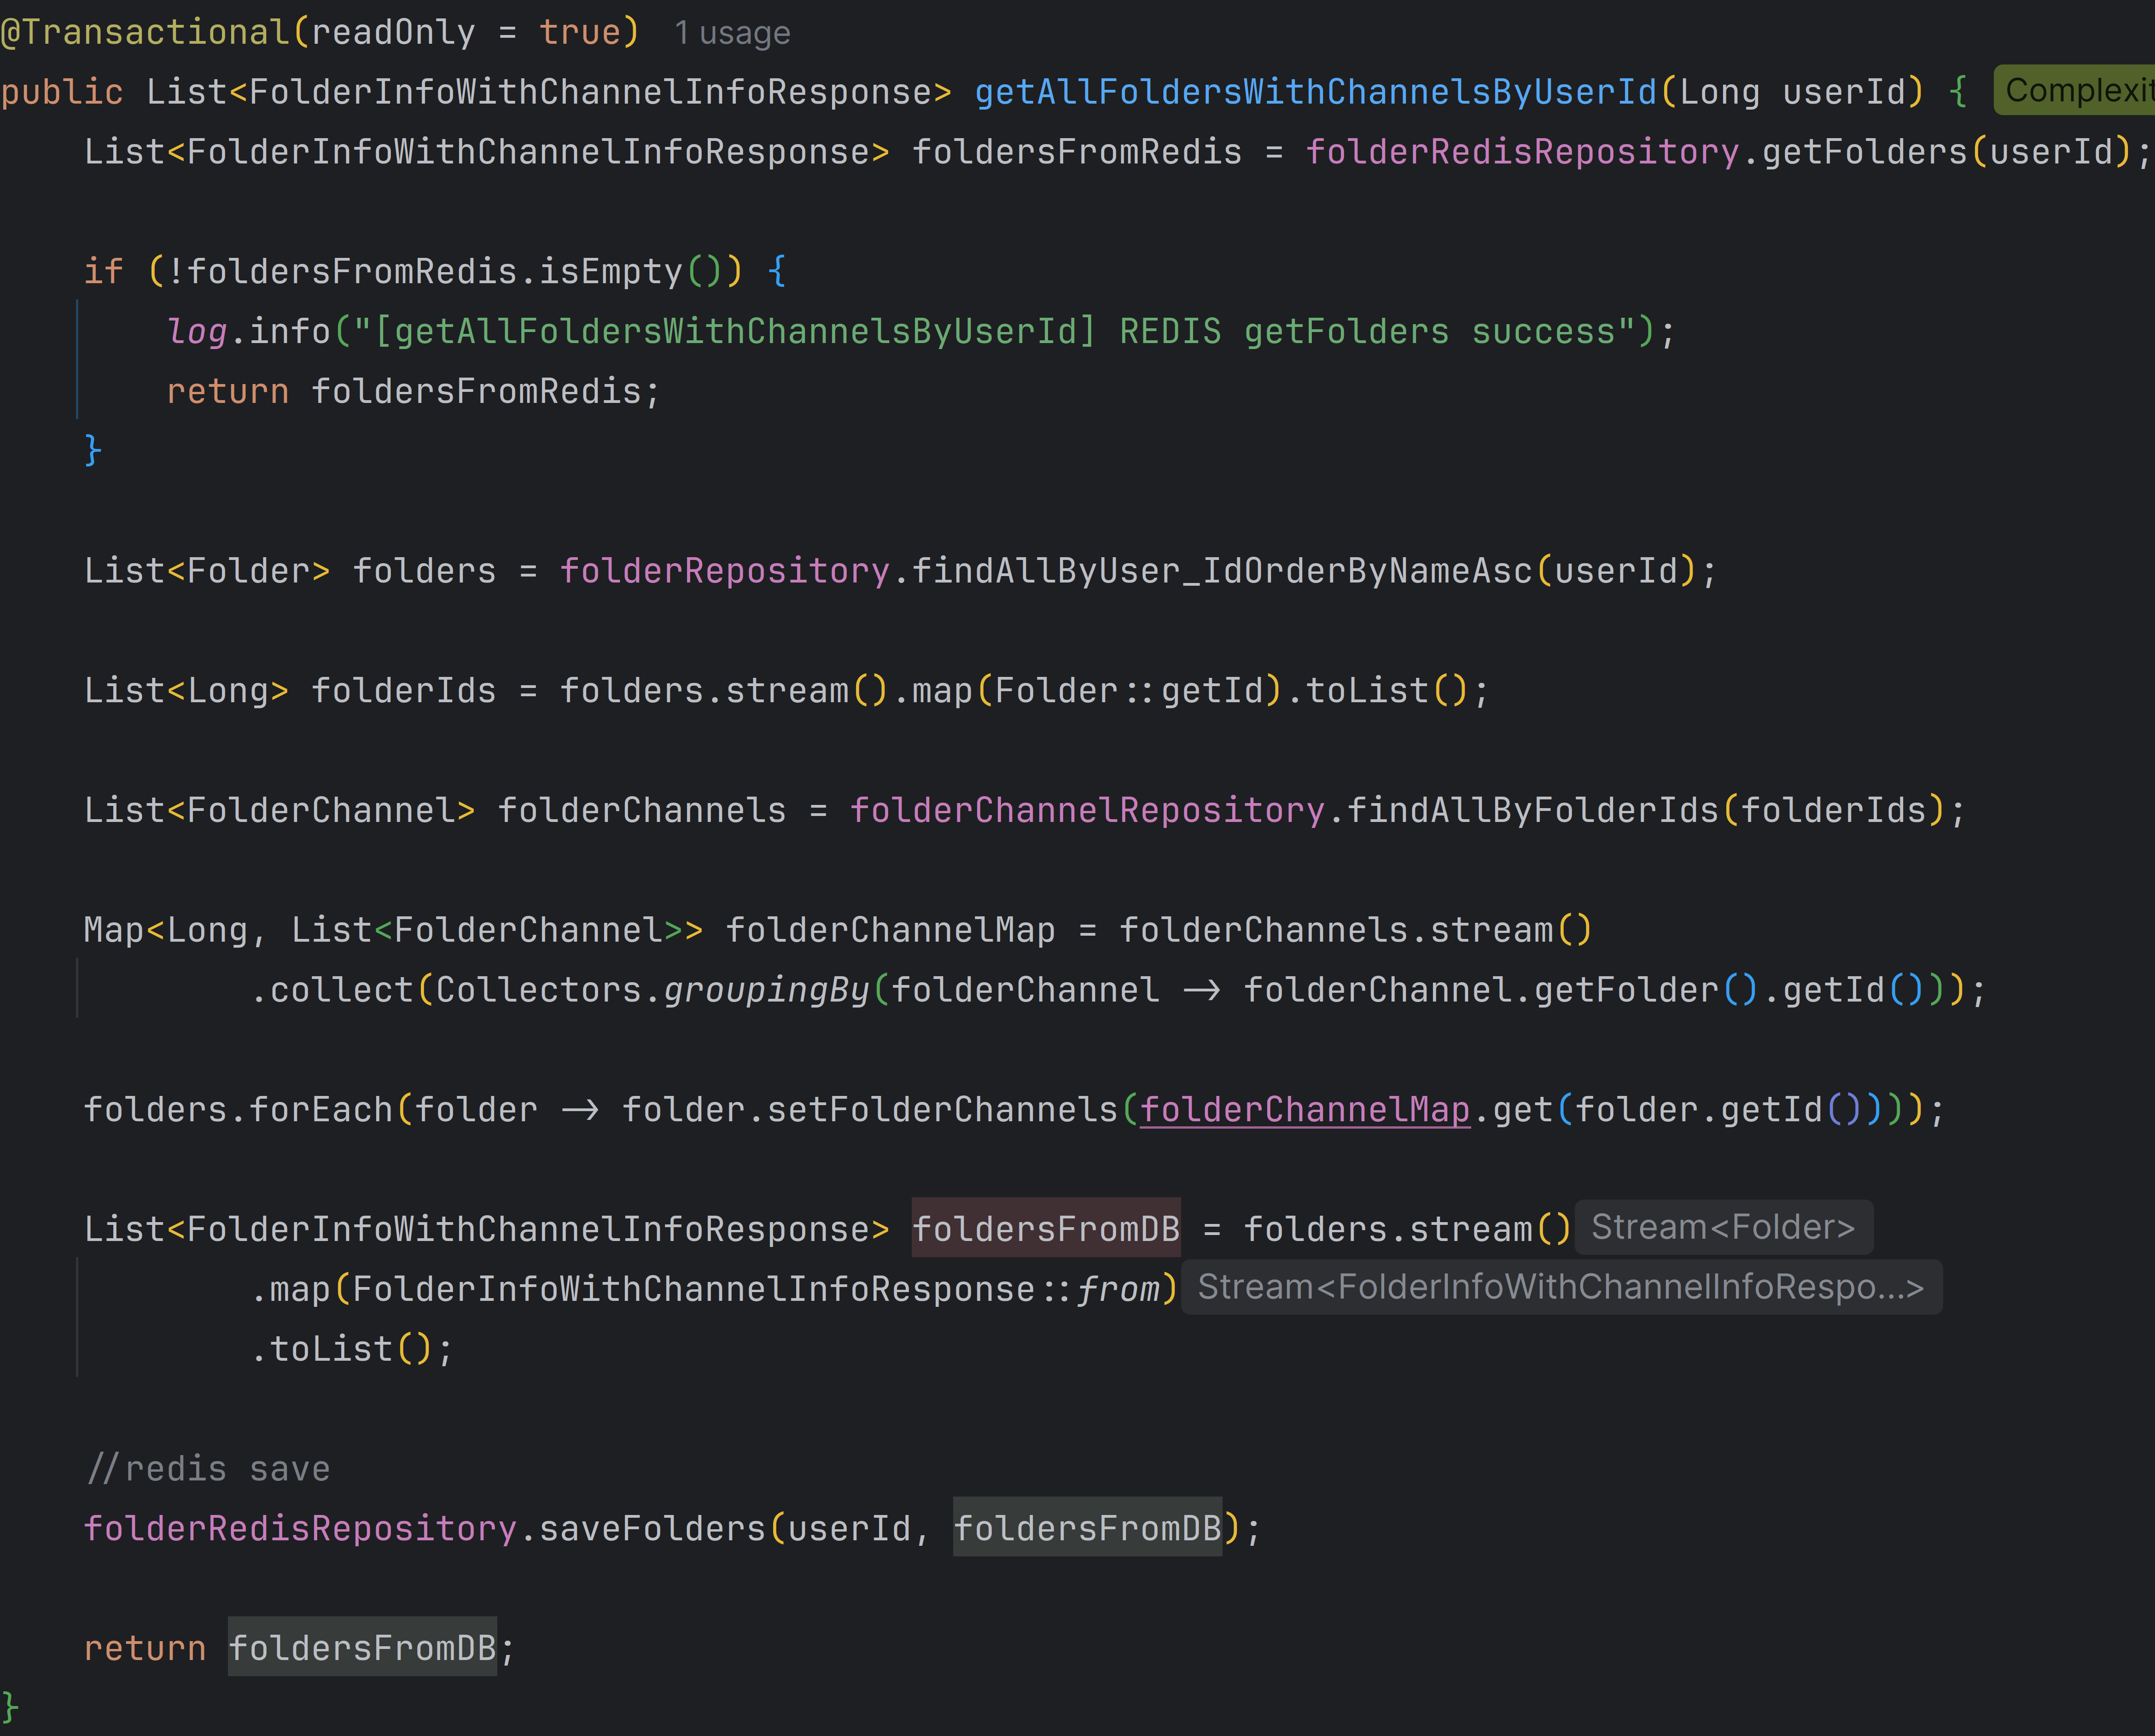 @Transactional(readOnly = true) 1 usage
public List<FolderInfoWithChannelInfoResponse> getAllFoldersWithChannelsByUserId(Long userId) { Complexit
List<FolderInfoWithChannelInfoResponse> foldersFromRedis = folderRedisRepository.getFolders(userId);
if (!foldersFromRedis.isEmpty()) {
log.info("[getAllFoldersWithChannelsByUserId] REDIS getFolders success");
return foldersFromRedis;
}
List<Folder> folders = folderRepository.findAllByUser_IdOrderByNameAsc(userId);
List<Long> folderIds = folders.stream().map(Folder::getId).toList();
List<FolderChannel> folderChannels = folderChannelRepository.findAllByFolderIds(folderIds);
Map<Long, List<FolderChannel>> folderChannelMap = folderChannels.stream()
.collect(Collectors.groupingBy(folderChannel -> folderChannel.getFolder().getId()));
folders.forEach(folder -> folder.setFolderChannels(folderChannelMap.get(folder.getId())));
List<FolderInfoWithChannelInfoResponse> foldersFromDB = folders.stream() Stream<Folder>
.map(FolderInfoWithChannelInfoResponse::from) Stream<FolderInfoWithChannelInfoRespo...>
.toList();
//redis save
folderRedisRepository.saveFolders(userId, foldersFromDB);
return foldersFromDB;
}